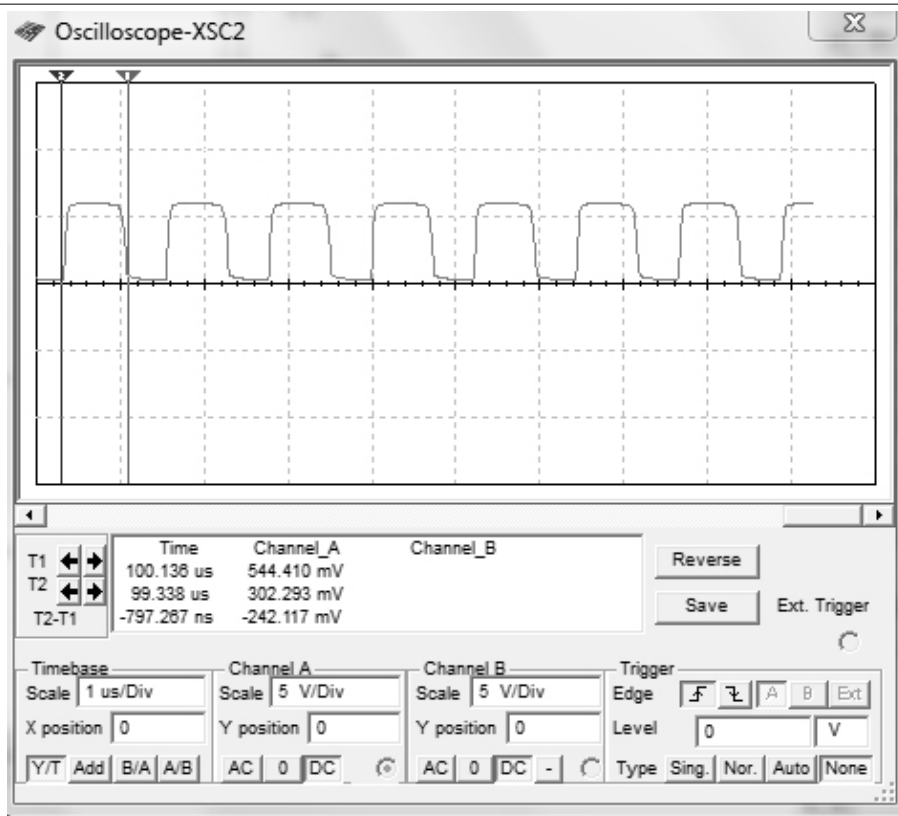 Oscilloscope-XSC2
2 1
Time Channel_A Channel_B
T1 100.136 us 544.410 mV
T2 99.338 us 302.293 mV
T2-T1 -797.267 ns -242.117 mV
Reverse
Save Ext. Trigger
Timebase Channel A Channel B Trigger
Scale 1 us/Div Scale 5 V/Div Scale 5 V/Div Edge A B Ext
X position 0 Y position 0 Y position 0 Level 0 V
Y/T Add B/A A/B AC 0 DC AC 0 DC - Type Sing. Nor. Auto None